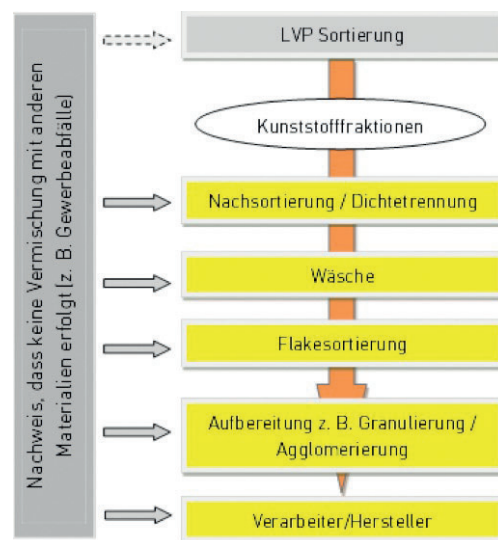 Nachweis, dass keine Vermischung mit anderen
Materialien erfolgt (z. B. Gewerbeabfälle)
LVP Sortierung
Kunststofffraktionen
Nachsortierung / Dichtetrennung
Wäsche
Flakesortierung
Aufbereitung z. B. Granulierung /
Agglomerierung
Verarbeiter/Hersteller